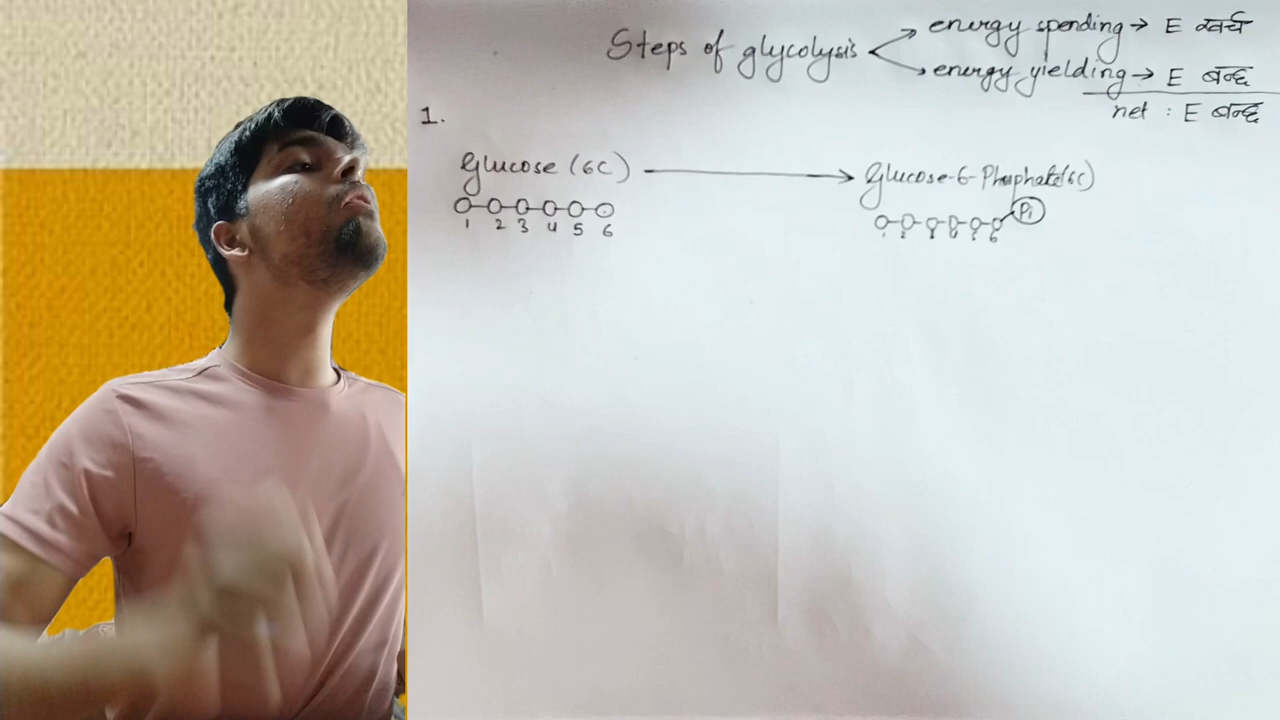 Steps of glycolysis
energy spending → E खर्च
energy yielding → E बन्छ
net : E बन्छ
1.
Glucose (6C) → Glucose-6-Phosphate(6C)
Pi
1 2 3 4 5 6
6